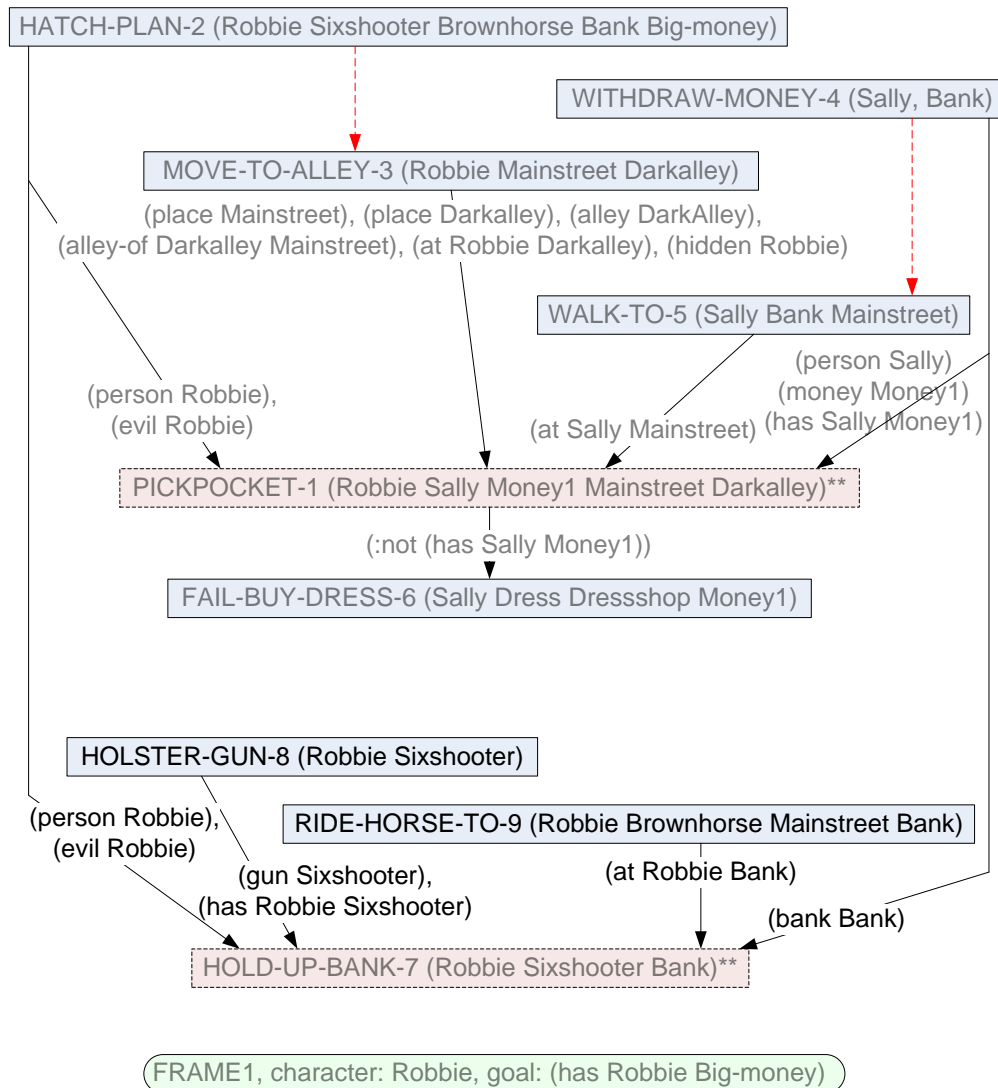 HATCH-PLAN-2 (Robbie Sixshooter Brownhorse Bank Big-money)
WITHDRAW-MONEY-4 (Sally, Bank)
MOVE-TO-ALLEY-3 (Robbie Mainstreet Darkalley)
(place Mainstreet), (place Darkalley), (alley DarkAlley),
(alley-of Darkalley Mainstreet), (at Robbie Darkalley), (hidden Robbie)
WALK-TO-5 (Sally Bank Mainstreet)
(person Sally)
(money Money1)
(has Sally Money1)
(person Robbie),
(evil Robbie)
(at Sally Mainstreet)
PICKPOCKET-1 (Robbie Sally Money1 Mainstreet Darkalley)**
(:not (has Sally Money1))
FAIL-BUY-DRESS-6 (Sally Dress Dressshop Money1)
HOLSTER-GUN-8 (Robbie Sixshooter)
RIDE-HORSE-TO-9 (Robbie Brownhorse Mainstreet Bank)
(person Robbie),
(evil Robbie)
(gun Sixshooter),
(has Robbie Sixshooter)
(at Robbie Bank)
(bank Bank)
HOLD-UP-BANK-7 (Robbie Sixshooter Bank)**
FRAME1, character: Robbie, goal: (has Robbie Big-money)